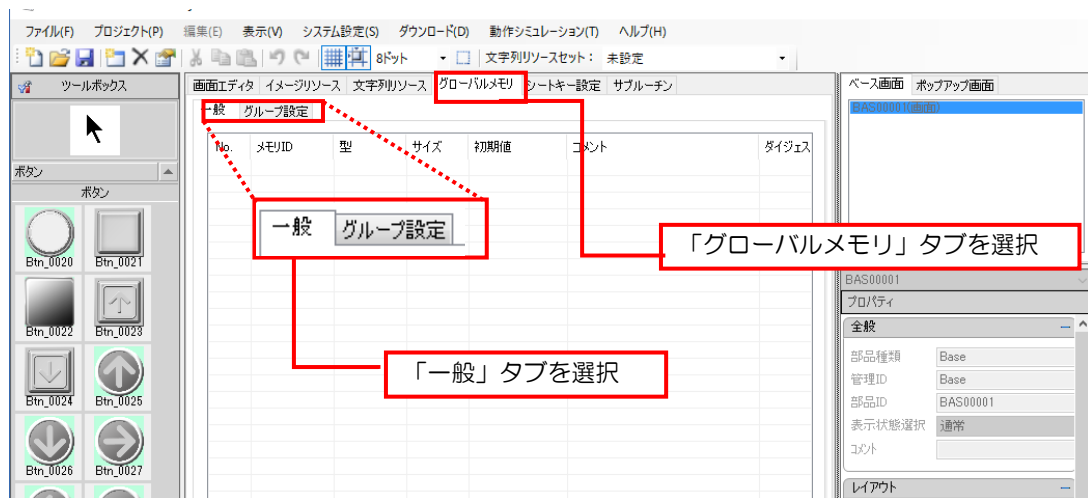 ファイル(F) プロジェクト(P) 編集(E) 表示(V) システム設定(S) ダウンロード(D) 動作シミュレーション(T) ヘルプ(H)
8ドット 文字列リソースセット： 未設定
ツールボックス
画面エディタ イメージリソース 文字列リソース グローバルメモリ シートキー設定 サブルーチン
ベース画面 ポップアップ画面
一般 グループ設定
BAS00001(画面)
No. メモリID 型 サイズ 初期値 コメント ダイジェス
ボタン
ボタン
一般 グループ設定
「グローバルメモリ」タブを選択
Btn_0020 Btn_0021
BAS00001
プロパティ
全般
Btn_0022 Btn_0023
部品種類 Base
「一般」タブを選択
管理ID Base
Btn_0024 Btn_0025
部品ID BAS00001
表示状態選択 通常
コメント
Btn_0026 Btn_0027
レイアウト